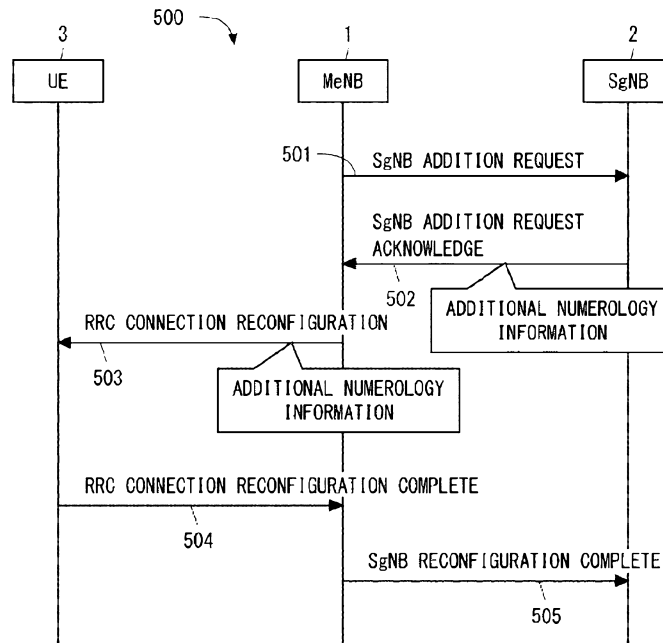 500
3
1
2
UE
MeNB
SgNB
501
SgNB ADDITION REQUEST
SgNB ADDITION REQUEST
ACKNOWLEDGE
502
ADDITIONAL NUMEROLOGY
INFORMATION
RRC CONNECTION RECONFIGURATION
503
ADDITIONAL NUMEROLOGY
INFORMATION
RRC CONNECTION RECONFIGURATION COMPLETE
504
SgNB RECONFIGURATION COMPLETE
505